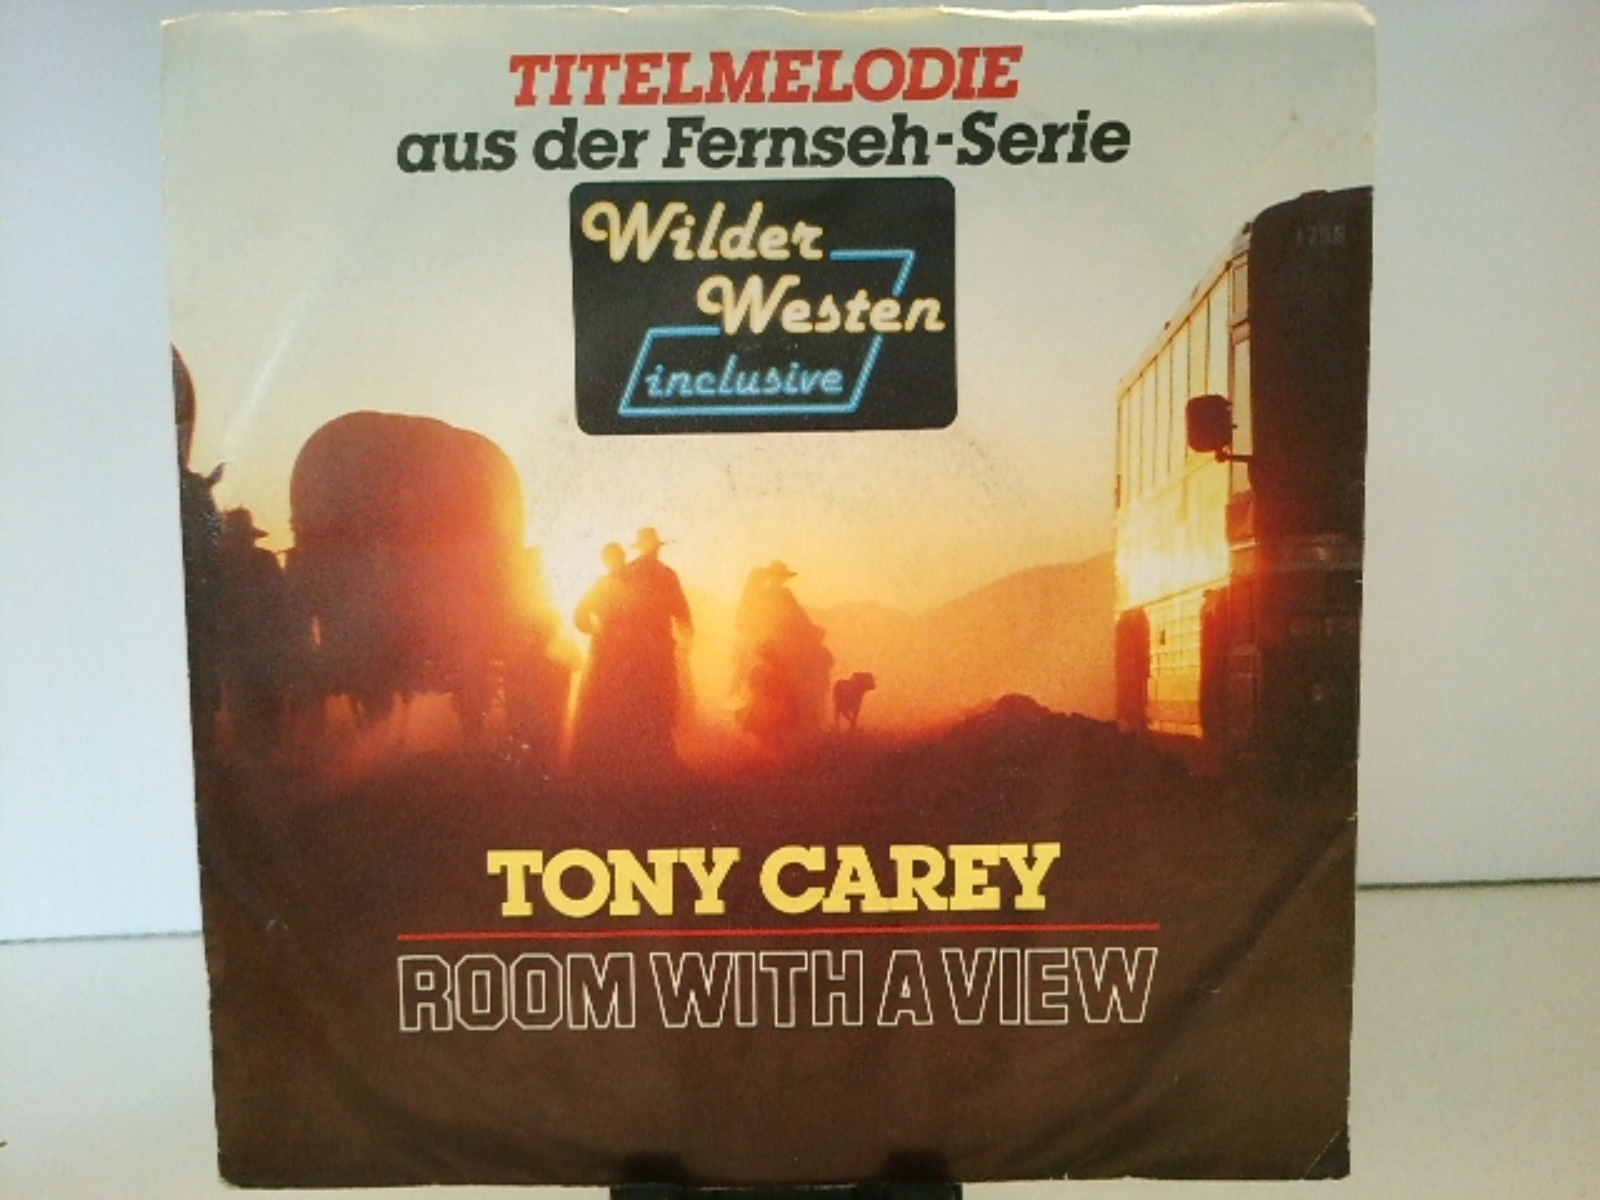 TITELMELODIE
aus der Fernseh-Serie
Wilder
Westen
inclusive
TONY CAREY
ROOM WITH A VIEW